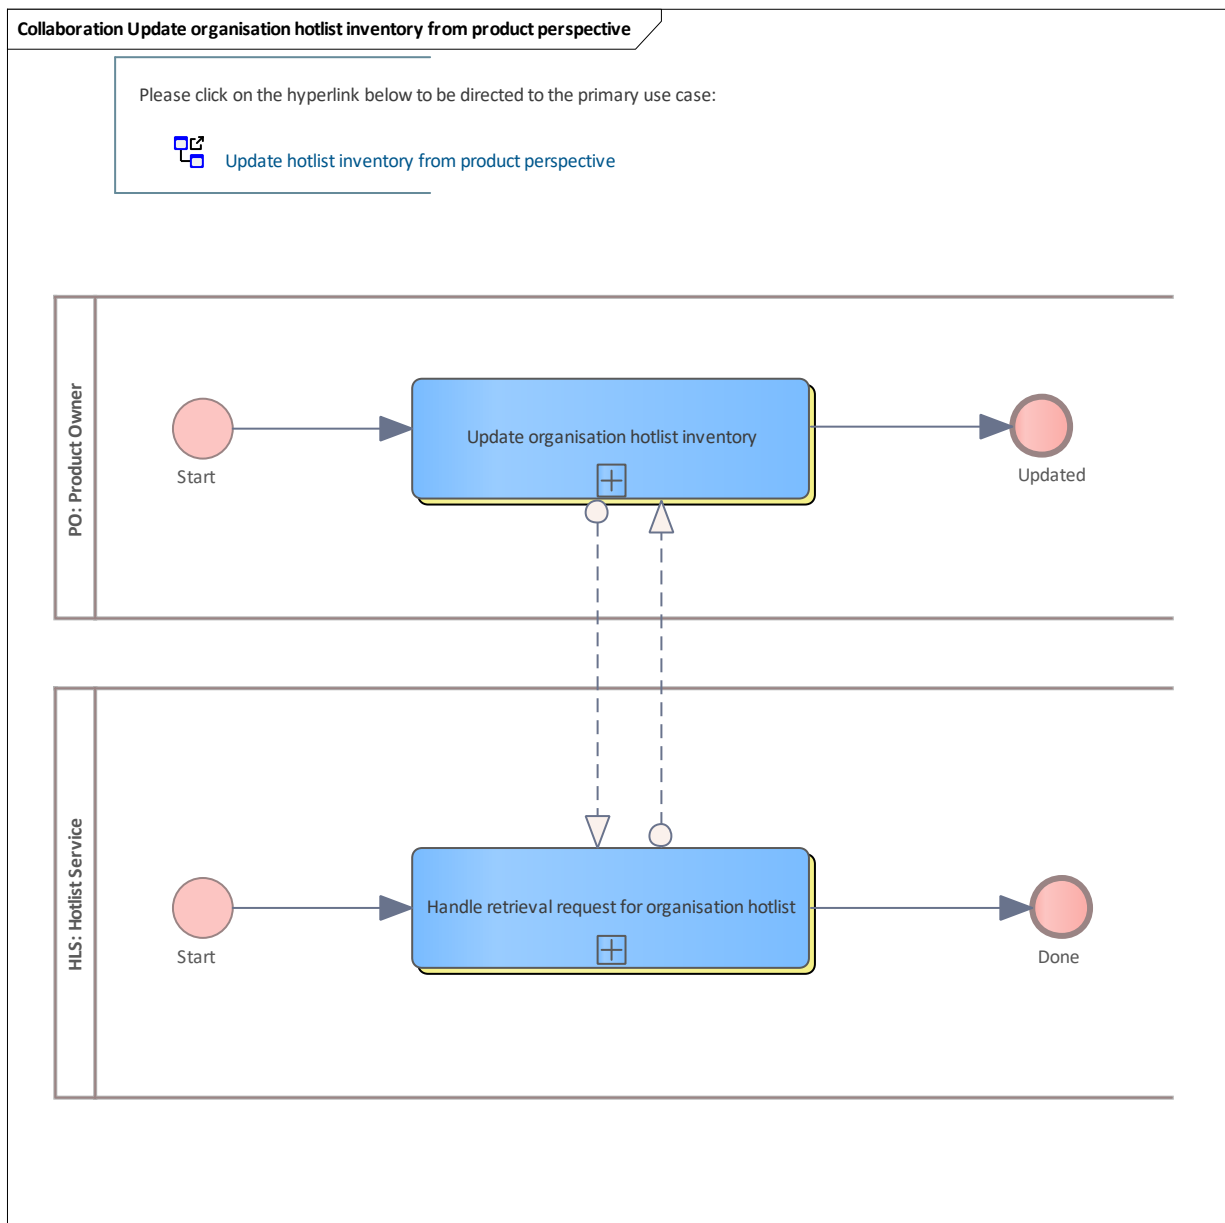 Collaboration Update organisation hotlist inventory from product perspective
Please click on the hyperlink below to be directed to the primary use case:
Update hotlist inventory from product perspective
PO: Product Owner
Start
Update organisation hotlist inventory
Updated
HLS: Hotlist Service
Start
Handle retrieval request for organisation hotlist
Done